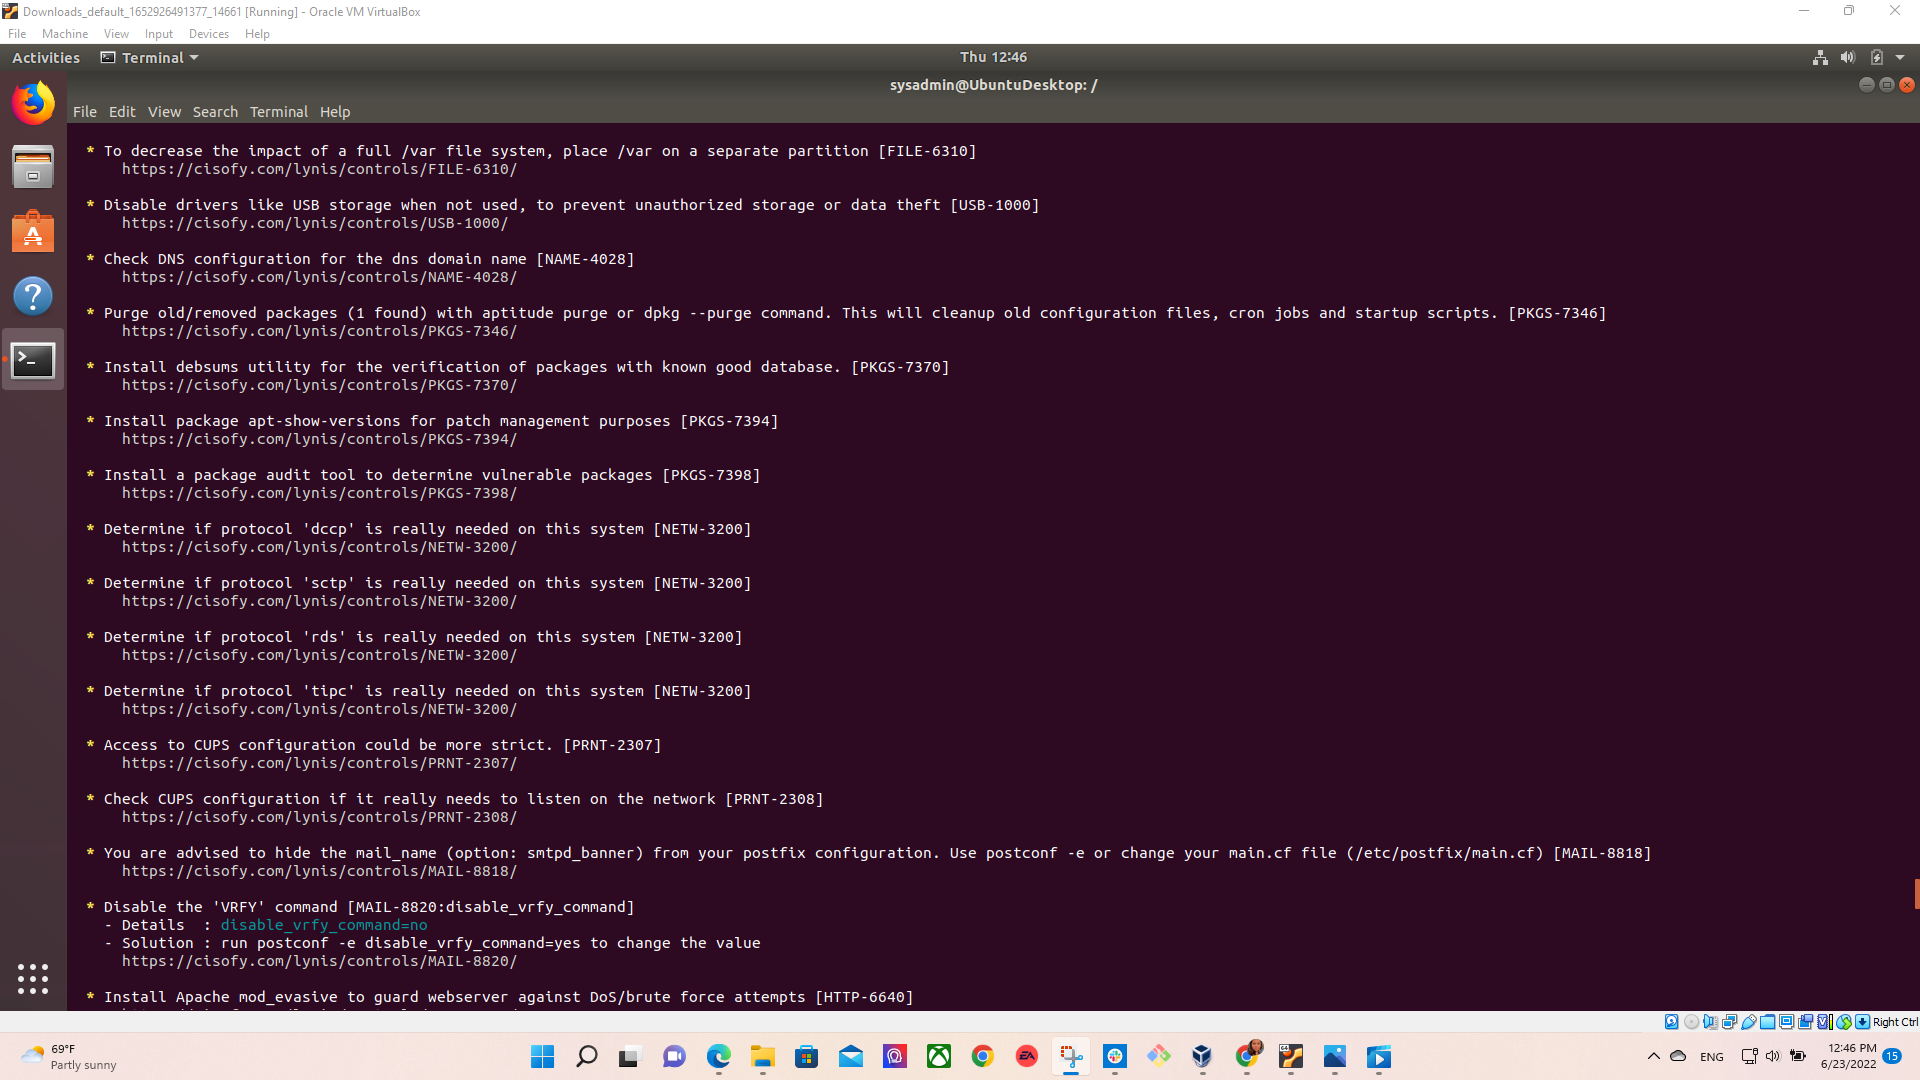 Downloads_default_1652926491377_14661 [Running] - Oracle VM VirtualBox
File Machine View Input Devices Help
Activities Terminal Thu 12:46
sysadmin@UbuntuDesktop: /
File Edit View Search Terminal Help
* To decrease the impact of a full /var file system, place /var on a separate partition [FILE-6310]
https://cisofy.com/lynis/controls/FILE-6310/
* Disable drivers like USB storage when not used, to prevent unauthorized storage or data theft [USB-1000]
https://cisofy.com/lynis/controls/USB-1000/
* Check DNS configuration for the dns domain name [NAME-4028]
https://cisofy.com/lynis/controls/NAME-4028/
* Purge old/removed packages (1 found) with aptitude purge or dpkg --purge command. This will cleanup old configuration files, cron jobs and startup scripts. [PKGS-7346]
https://cisofy.com/lynis/controls/PKGS-7346/
* Install debsums utility for the verification of packages with known good database. [PKGS-7370]
https://cisofy.com/lynis/controls/PKGS-7370/
* Install package apt-show-versions for patch management purposes [PKGS-7394]
https://cisofy.com/lynis/controls/PKGS-7394/
* Install a package audit tool to determine vulnerable packages [PKGS-7398]
https://cisofy.com/lynis/controls/PKGS-7398/
* Determine if protocol 'dccp' is really needed on this system [NETW-3200]
https://cisofy.com/lynis/controls/NETW-3200/
* Determine if protocol 'sctp' is really needed on this system [NETW-3200]
https://cisofy.com/lynis/controls/NETW-3200/
* Determine if protocol 'rds' is really needed on this system [NETW-3200]
https://cisofy.com/lynis/controls/NETW-3200/
* Determine if protocol 'tipc' is really needed on this system [NETW-3200]
https://cisofy.com/lynis/controls/NETW-3200/
* Access to CUPS configuration could be more strict. [PRNT-2307]
https://cisofy.com/lynis/controls/PRNT-2307/
* Check CUPS configuration if it really needs to listen on the network [PRNT-2308]
https://cisofy.com/lynis/controls/PRNT-2308/
* You are advised to hide the mail_name (option: smtpd_banner) from your postfix configuration. Use postconf -e or change your main.cf file (/etc/postfix/main.cf) [MAIL-8818]
https://cisofy.com/lynis/controls/MAIL-8818/
* Disable the 'VRFY' command [MAIL-8820:disable_vrfy_command]
- Details  : disable_vrfy_command=no
- Solution : run postconf -e disable_vrfy_command=yes to change the value
https://cisofy.com/lynis/controls/MAIL-8820/
* Install Apache mod_evasive to guard webserver against DoS/brute force attempts [HTTP-6640]
Right Ctrl
69°F
Partly sunny
EA
ENG
12:46 PM
6/23/2022
15